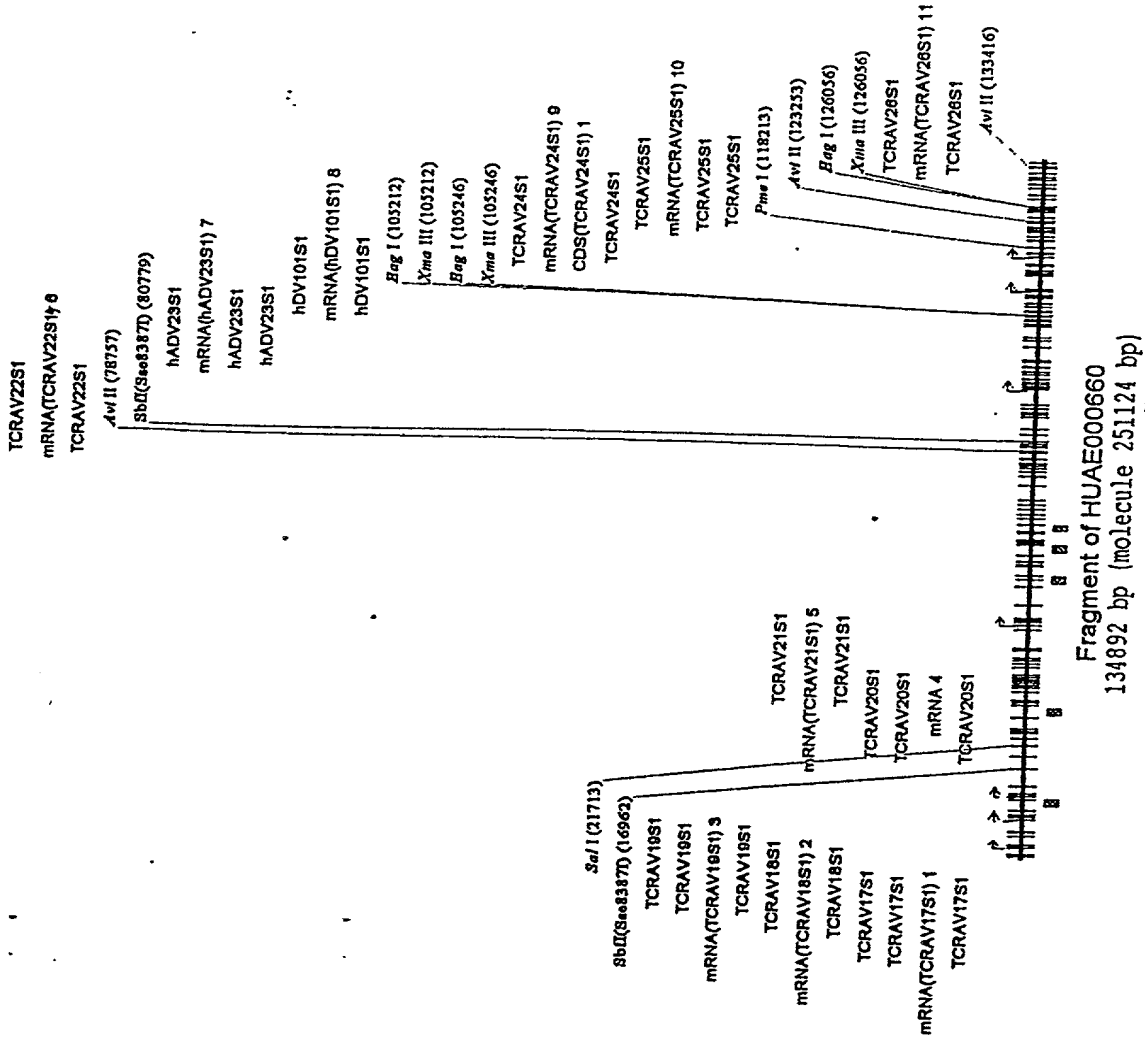 TCRAV22S1
mRNA(TCRAV22S1) 6
TCRAV22S1
Avr II (78757)
SbfI(Sse8387I) (80779)
hADV23S1
mRNA(hADV23S1) 7
hADV23S1
hADV23S1
hDV101S1
mRNA(hDV101S1) 8
hDV101S1
Eag I (105212)
Xma III (105212)
Eag I (105246)
Xma III (105246)
TCRAV24S1
mRNA(TCRAV24S1) 9
CDS(TCRAV24S1) 1
TCRAV24S1
TCRAV25S1
mRNA(TCRAV25S1) 10
TCRAV25S1
TCRAV25S1
Pme I (118213)
Avr II (123253)
Eag I (126056)
Xma III (126056)
TCRAV26S1
mRNA(TCRAV26S1) 11
TCRAV26S1
Avr II (133416)
Sal I (21713)
SbfI(Sse8387I) (16962)
TCRAV19S1
TCRAV19S1
mRNA(TCRAV19S1) 3
TCRAV19S1
TCRAV18S1
mRNA(TCRAV18S1) 2
TCRAV18S1
TCRAV17S1
TCRAV17S1
mRNA(TCRAV17S1) 1
TCRAV17S1
TCRAV21S1
mRNA(TCRAV21S1) 5
TCRAV21S1
TCRAV20S1
TCRAV20S1
mRNA 4
TCRAV20S1
Fragment of HUAE000660
134892 bp (molecule 251124 bp)